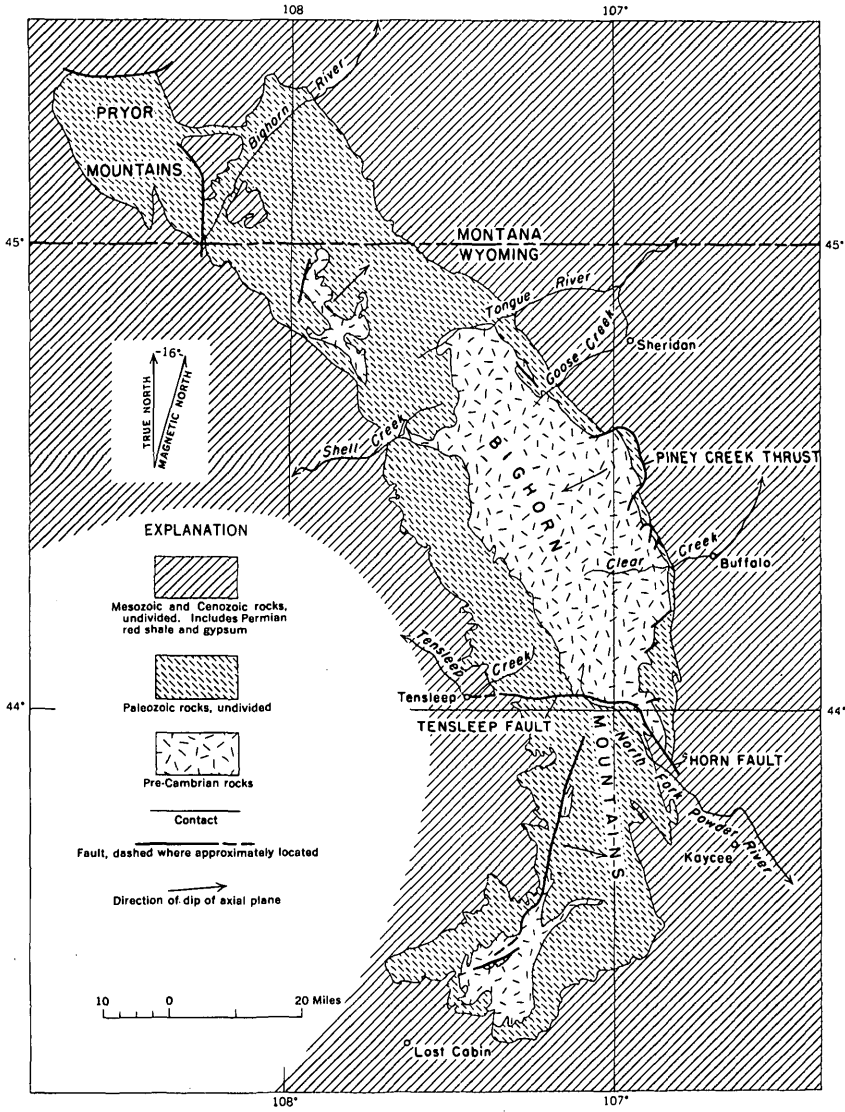 108
107°
PRYOR
MOUNTAINS
Bighorn River
45°
MONTANA
WYOMING
45°
Tongue River
Goose Creek
Sheridan
16°
TRUE NORTH
MAGNETIC NORTH
Shell Creek
BIGHORN
PINEY CREEK THRUST
Clear Creek
Buffalo
EXPLANATION
Mesozoic and Cenozoic rocks,
undivided. Includes Permian
red shale and gypsum
Paleozoic rocks, undivided
Pre-Cambrian rocks
Contact
Fault, dashed where approximately located
Direction of dip of axial plane
10 0 20 Miles
Tensleep Creek
Tensleep
44°
TENSLEEP FAULT
44°
MOUNTAINS
HORN FAULT
North Fork Powder River
Kaycee
Lost Cabin
108°
107°